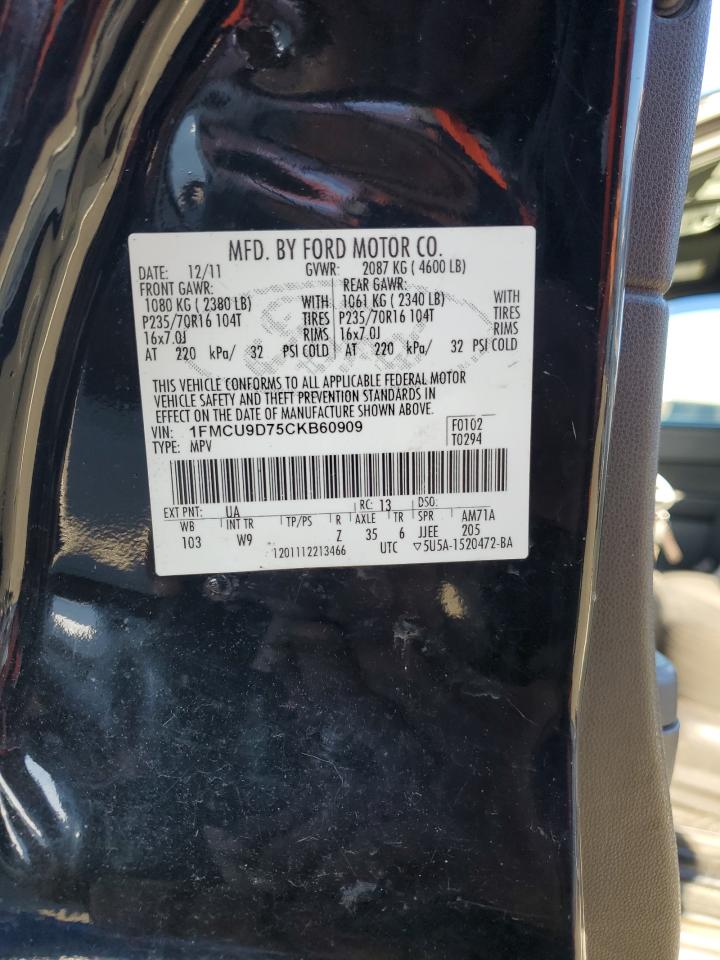 MFD. BY FORD MOTOR CO.
DATE: 12/11 GVWR: 2087 KG ( 4600 LB)
FRONT GAWR: REAR GAWR:
1080 KG ( 2380 LB) WITH 1061 KG ( 2340 LB) WITH
P235/70R16 104T TIRES P235/70R16 104T TIRES
16x7.0J RIMS 16x7.0J RIMS
AT 220 kPa/ 32 PSI COLD AT 220 kPa/ 32 PSI COLD
THIS VEHICLE CONFORMS TO ALL APPLICABLE FEDERAL MOTOR
VEHICLE SAFETY AND THEFT PREVENTION STANDARDS IN
EFFECT ON THE DATE OF MANUFACTURE SHOWN ABOVE.
VIN: 1FMCU9D75CKB60909 F0102
TYPE: MPV T0294
EXT PNT: UA RC: 13 DSO:
WB INT TR TP/PS R AXLE TR SPR AM71A
103 W9 Z 35 6 JJEE 205
1201112213466 UTC ▽5U5A-1520472-BA